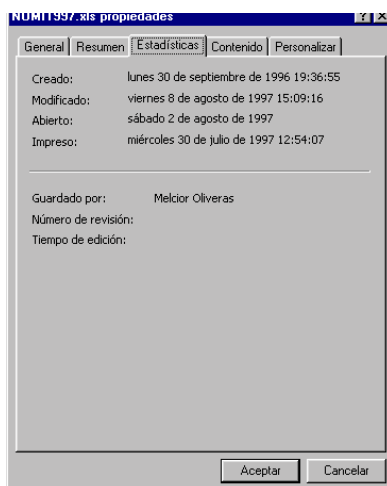 NUMIT997.xls propiedades
General Resumen Estadísticas Contenido Personalizar
Creado: lunes 30 de septiembre de 1996 19:36:55
Modificado: viernes 8 de agosto de 1997 15:09:16
Abierto: sábado 2 de agosto de 1997
Impreso: miércoles 30 de julio de 1997 12:54:07
Guardado por: Melcior Oliveras
Número de revisión:
Tiempo de edición:
Aceptar Cancelar